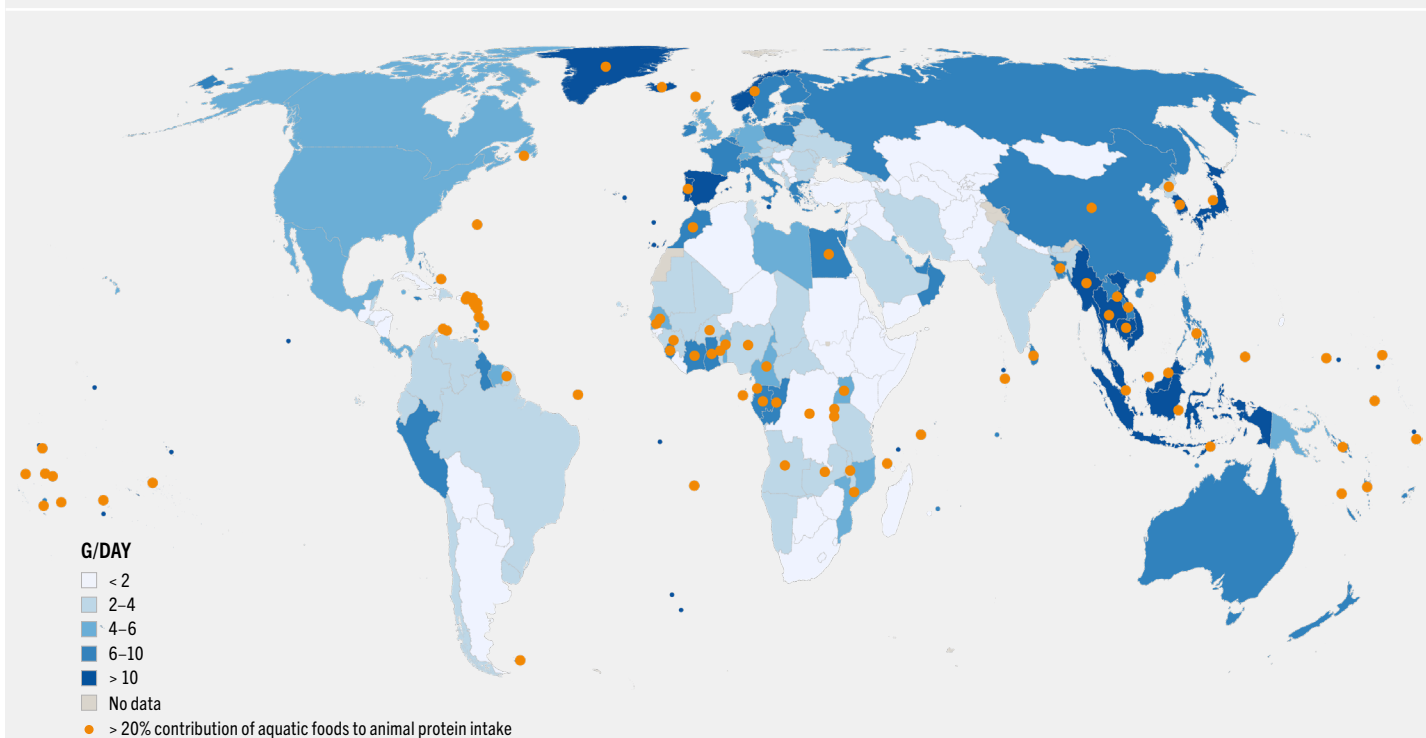 G/DAY
< 2
2–4
4–6
6–10
> 10
No data
> 20% contribution of aquatic foods to animal protein intake